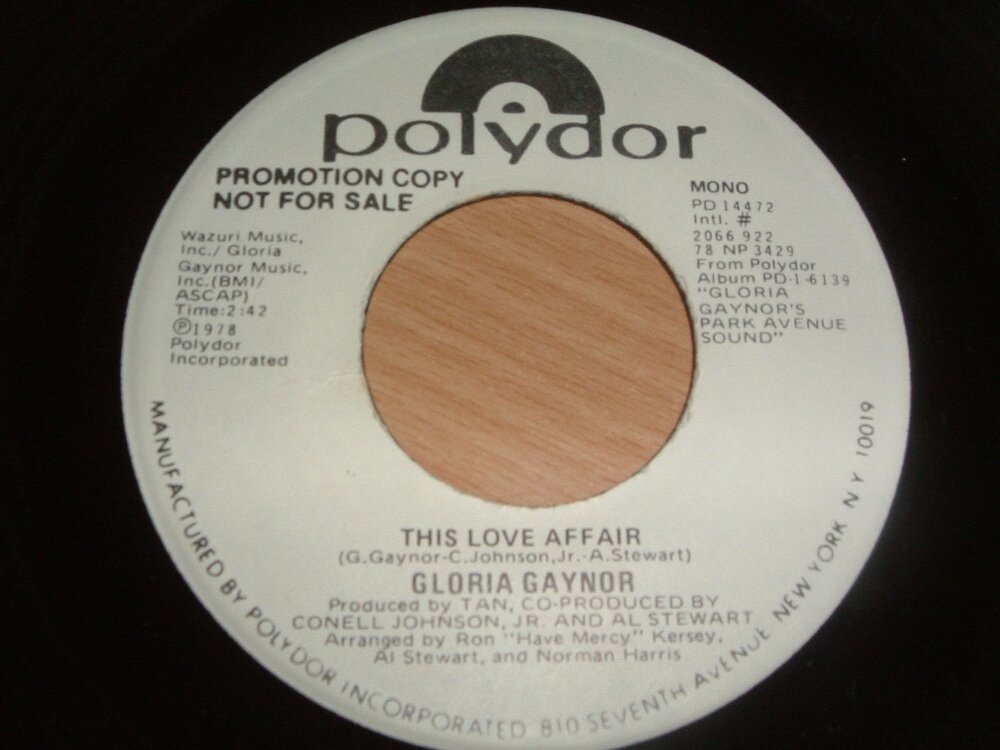 polydor
PROMOTION COPY
NOT FOR SALE
Wazuri Music,
Inc./ Gloria
Gaynor Music,
Inc.(BMI/
ASCAP)
Time:2:42
Ⓟ1978
Polydor
Incorporated
MONO
PD 14472
Intl. #
2066 922
78 NP 3429
From Polydor
Album PD-1-6139
"GLORIA
GAYNOR'S
PARK AVENUE
SOUND"
THIS LOVE AFFAIR
(G.Gaynor-C.Johnson,Jr.-A.Stewart)
GLORIA GAYNOR
Produced by TAN, CO-PRODUCED BY
CONELL JOHNSON, JR. AND AL STEWART
Arranged by Ron "Have Mercy" Kersey,
Al Stewart, and Norman Harris
MANUFACTURED BY POLYDOR INCORPORATED 810 SEVENTH AVENUE NEW YORK NY 10019